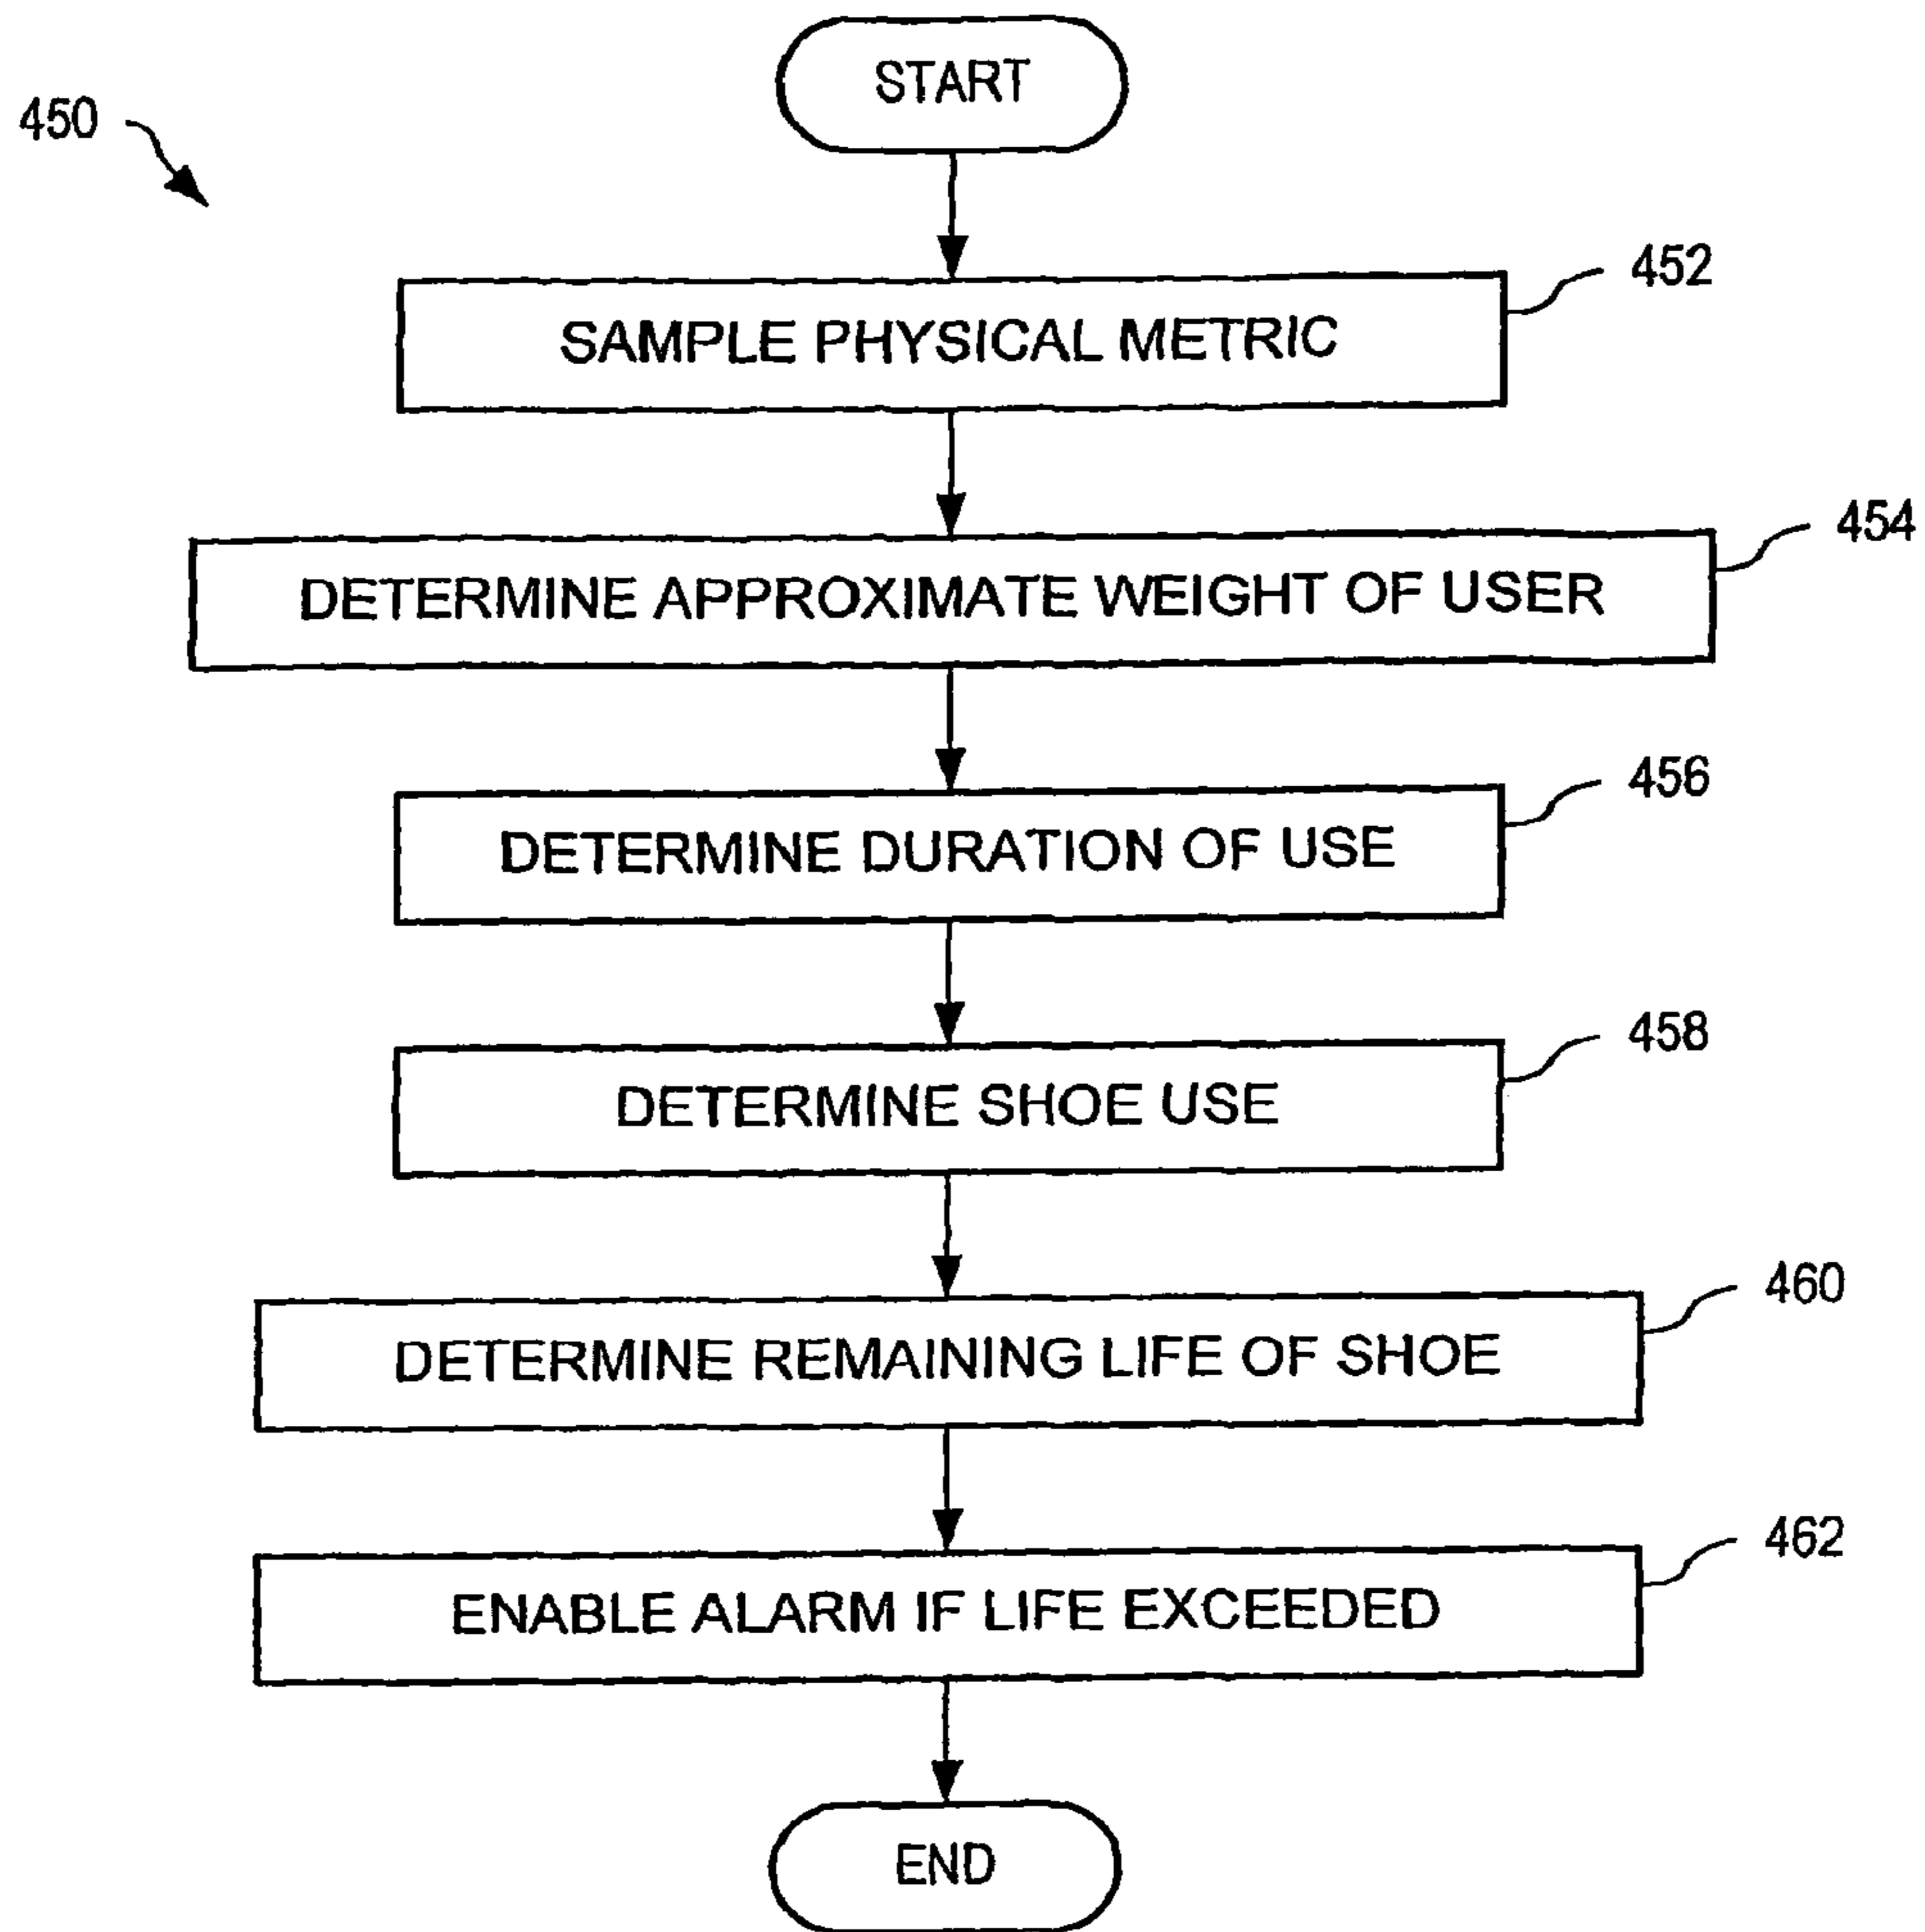 START
450
452
SAMPLE PHYSICAL METRIC
454
DETERMINE APPROXIMATE WEIGHT OF USER
456
DETERMINE DURATION OF USE
458
DETERMINE SHOE USE
460
DETERMINE REMAINING LIFE OF SHOE
462
ENABLE ALARM IF LIFE EXCEEDED
END